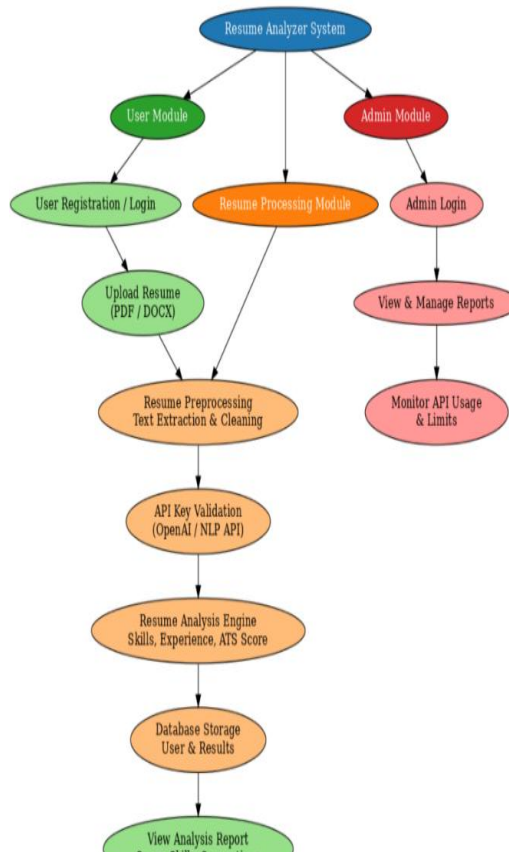 Resume Analyzer System
User Module
Admin Module
User Registration / Login
Resume Processing Module
Admin Login
Upload Resume
(PDF / DOCX)
View & Manage Reports
Resume Preprocessing
Text Extraction & Cleaning
Monitor API Usage
& Limits
API Key Validation
(OpenAI / NLP API)
Resume Analysis Engine
Skills, Experience, ATS Score
Database Storage
User & Results
View Analysis Report